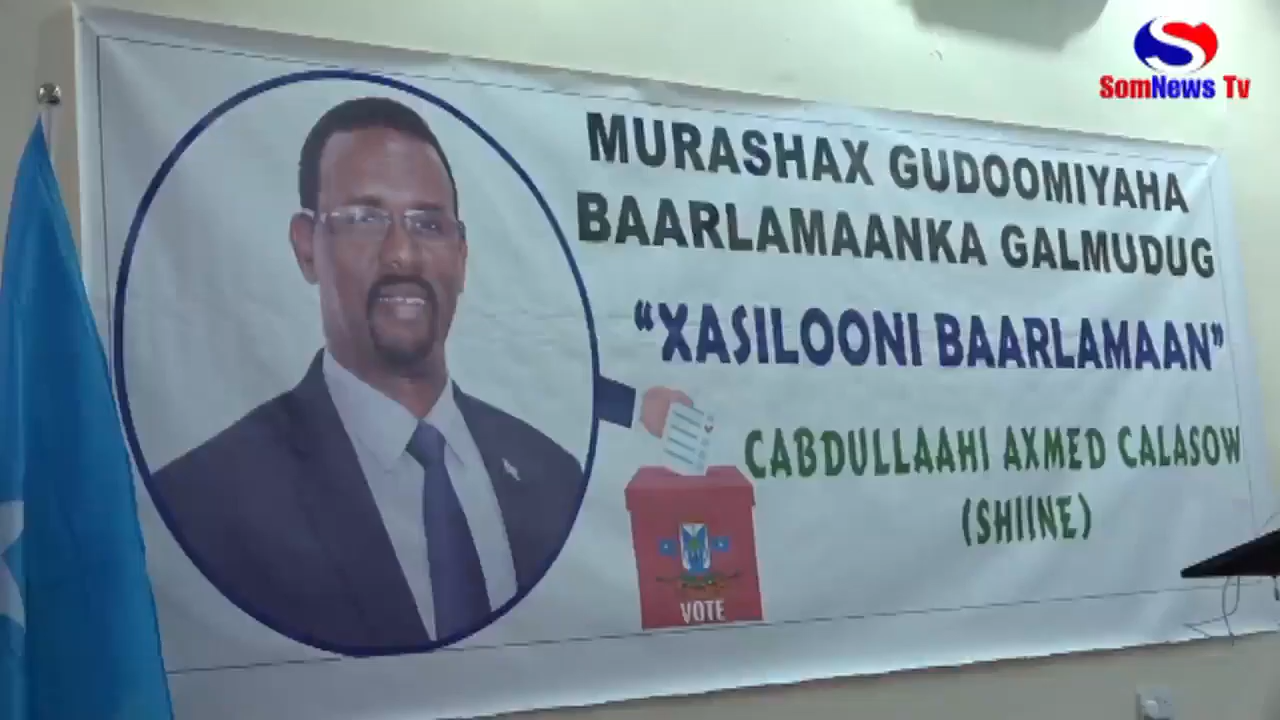 SomNews Tv
MURASHAX GUDOOMIYAHA
BAARLAMAANKA GALMUDUG
“XASILOONI BAARLAMAAN”
CABDULLAAHI AXMED CALASOW
(SHIINE)
VOTE